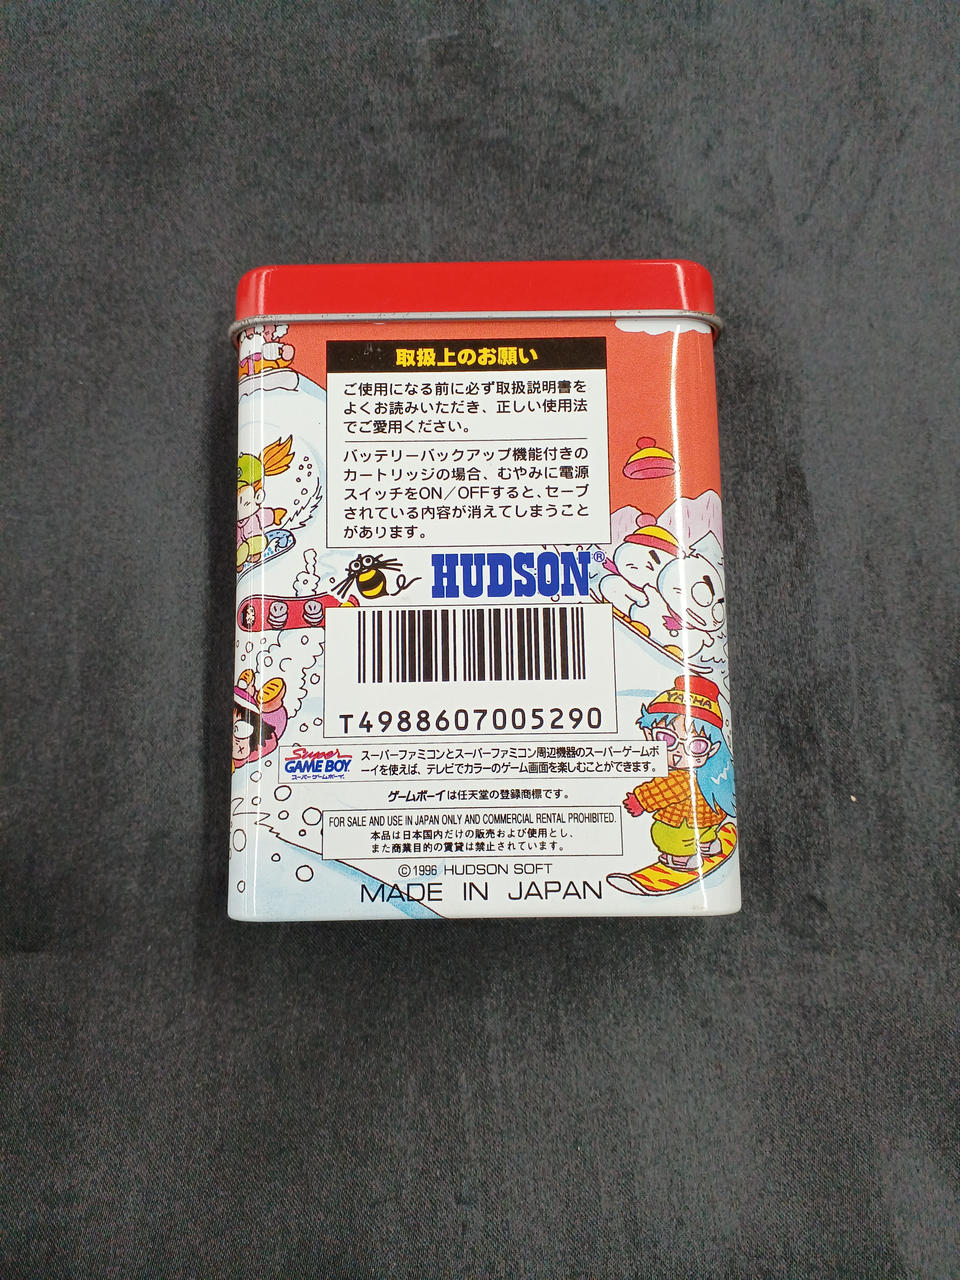 取扱上のお願い
ご使用になる前に必ず取扱説明書を
よくお読みいただき、正しい使用法
でご愛用ください。
バッテリーバックアップ機能付きの
カートリッジの場合、むやみに電源
スイッチをON／OFFすると、セーブ
されている内容が消えてしまうこと
があります。
HUDSON®
T4988607005290
Super
GAME BOY.
スーパーゲームボーイ.
スーパーファミコンとスーパーファミコン周辺機器のスーパーゲームボ
ーイを使えば、テレビでカラーのゲーム画面を楽しむことができます。
ゲームボーイは任天堂の登録商標です。
FOR SALE AND USE IN JAPAN ONLY AND COMMERCIAL RENTAL PROHIBITED.
本品は日本国内だけの販売および使用とし、
また商業目的の賃貸は禁止されています。
©1996 HUDSON SOFT
MADE IN JAPAN
YASHA